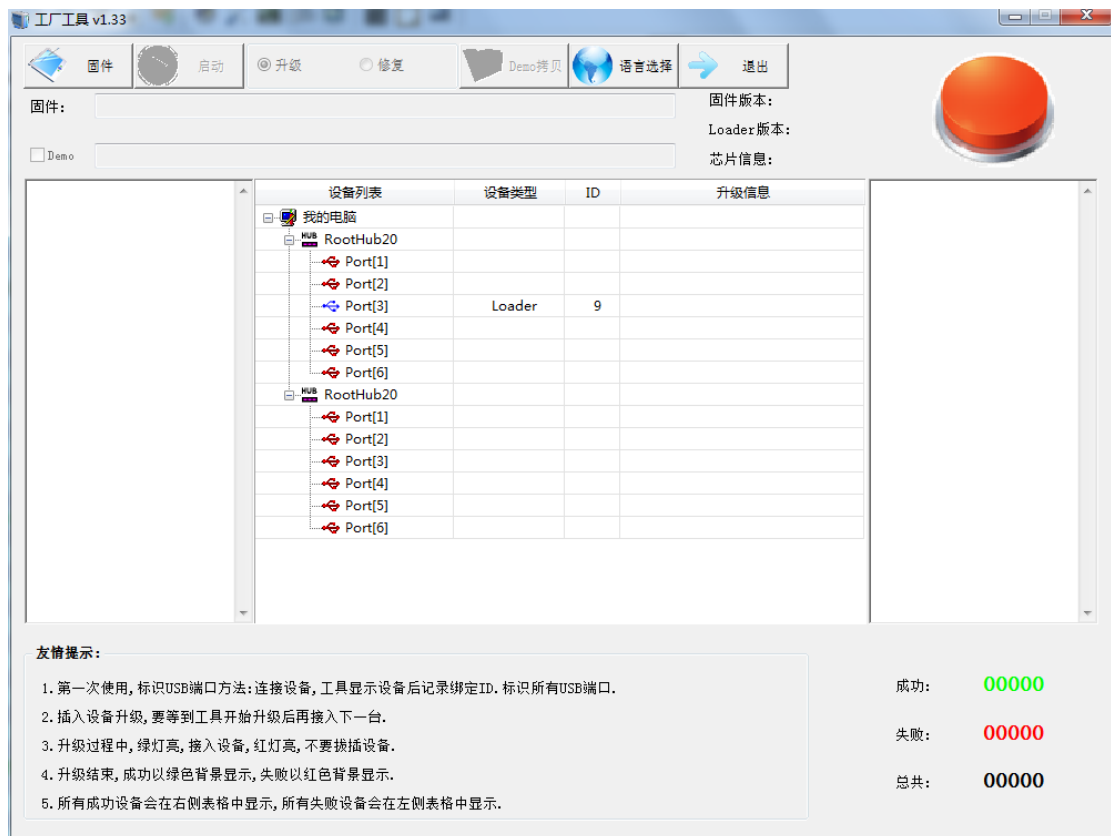 工厂工具 v1.33
固件 启动 升级 修复 Demo拷贝 语言选择 退出
固件: 固件版本:
Loader版本:
Demo 芯片信息:
设备列表 设备类型 ID 升级信息
我的电脑
HUB RootHub20
Port[1]
Port[2]
Port[3] Loader 9
Port[4]
Port[5]
Port[6]
HUB RootHub20
Port[1]
Port[2]
Port[3]
Port[4]
Port[5]
Port[6]
友情提示:
1.第一次使用,标识USB端口方法:连接设备,工具显示设备后记录绑定ID.标识所有USB端口.
2.插入设备升级,要等到工具开始升级后再接入下一台.
3.升级过程中,绿灯亮,接入设备,红灯亮,不要拔插设备.
4.升级结束,成功以绿色背景显示,失败以红色背景显示.
5.所有成功设备会在右侧表格中显示,所有失败设备会在左侧表格中显示.
成功: 00000
失败: 00000
总共: 00000